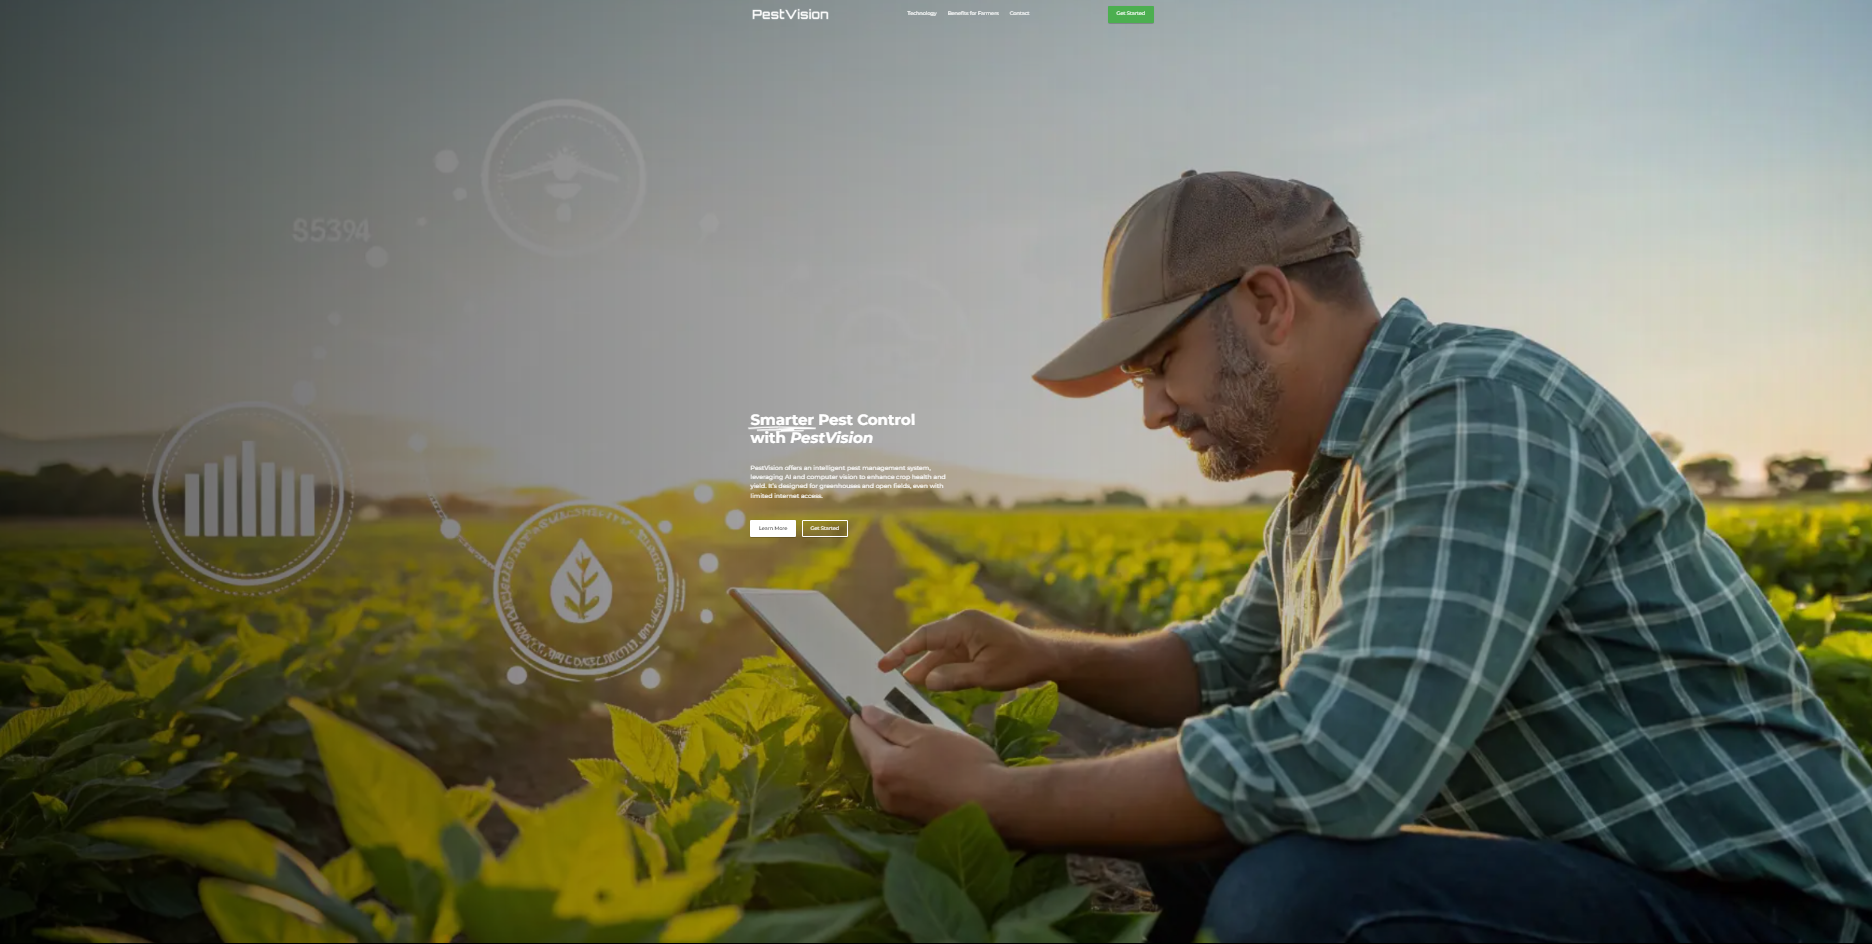 PestVision
Technology
Benefits for Farmers
Contact
Get Started
85394
Smarter Pest Control
with PestVision
PestVision offers an intelligent pest management system,
leveraging AI and computer vision to enhance crop health and
yield. It's designed for greenhouses and open fields, even with
limited internet access.
Learn More
Get Started